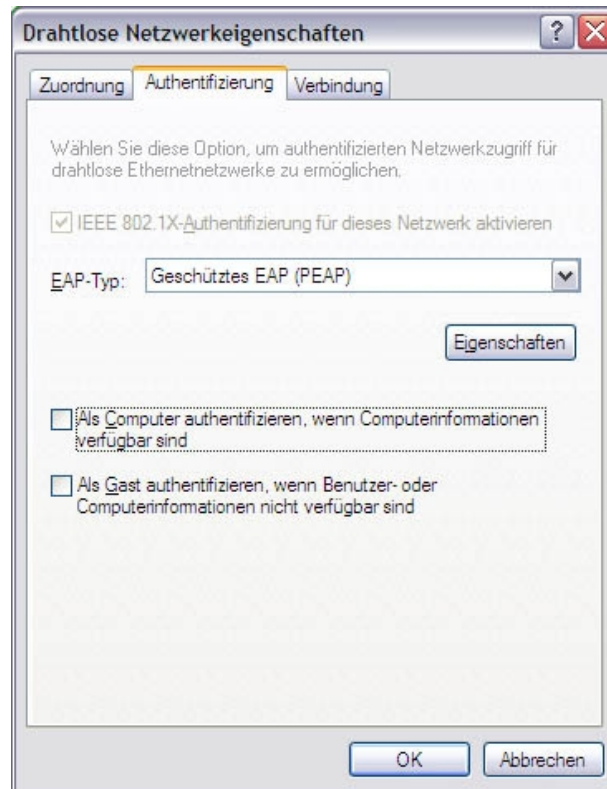 Drahtlose Netzwerkeigenschaften
Zuordnung Authentifizierung Verbindung
Wählen Sie diese Option, um authentifizierten Netzwerkzugriff für
drahtlose Ethernetnetzwerke zu ermöglichen.
IEEE 802.1X-Authentifizierung für dieses Netzwerk aktivieren
EAP-Typ: Geschütztes EAP (PEAP)
Eigenschaften
Als Computer authentifizieren, wenn Computerinformationen
verfügbar sind
Als Gast authentifizieren, wenn Benutzer- oder
Computerinformationen nicht verfügbar sind
OK Abbrechen